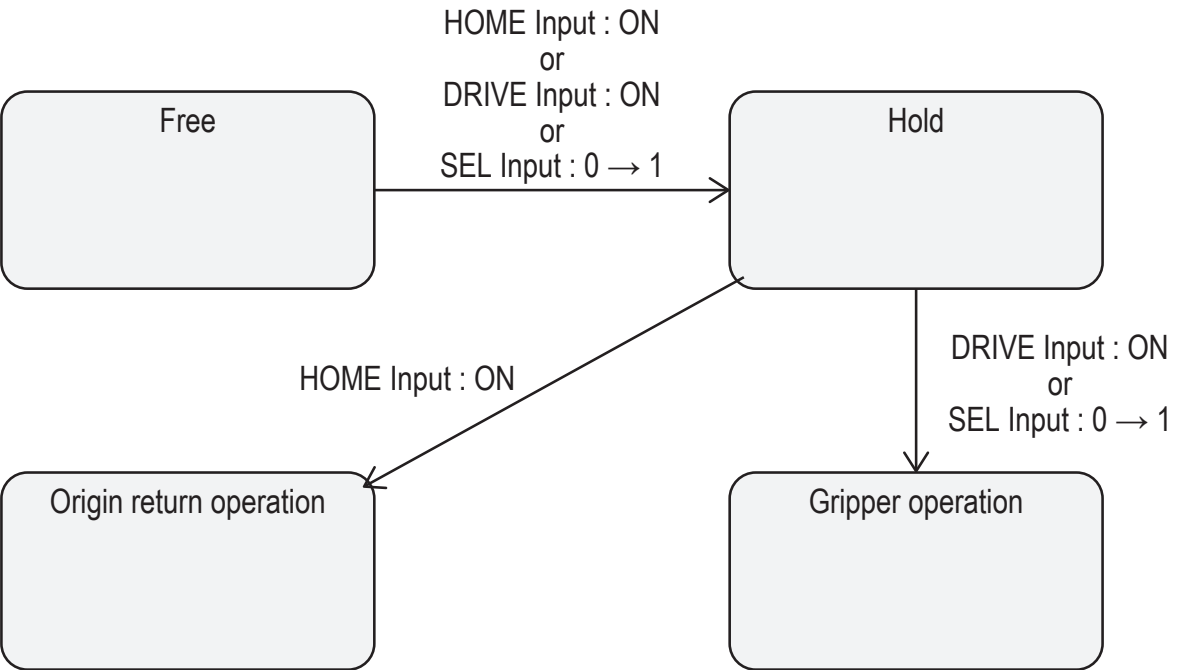 HOME Input : ON
or
DRIVE Input : ON
or
SEL Input : 0 → 1
Free
Hold
HOME Input : ON
DRIVE Input : ON
or
SEL Input : 0 → 1
Origin return operation
Gripper operation